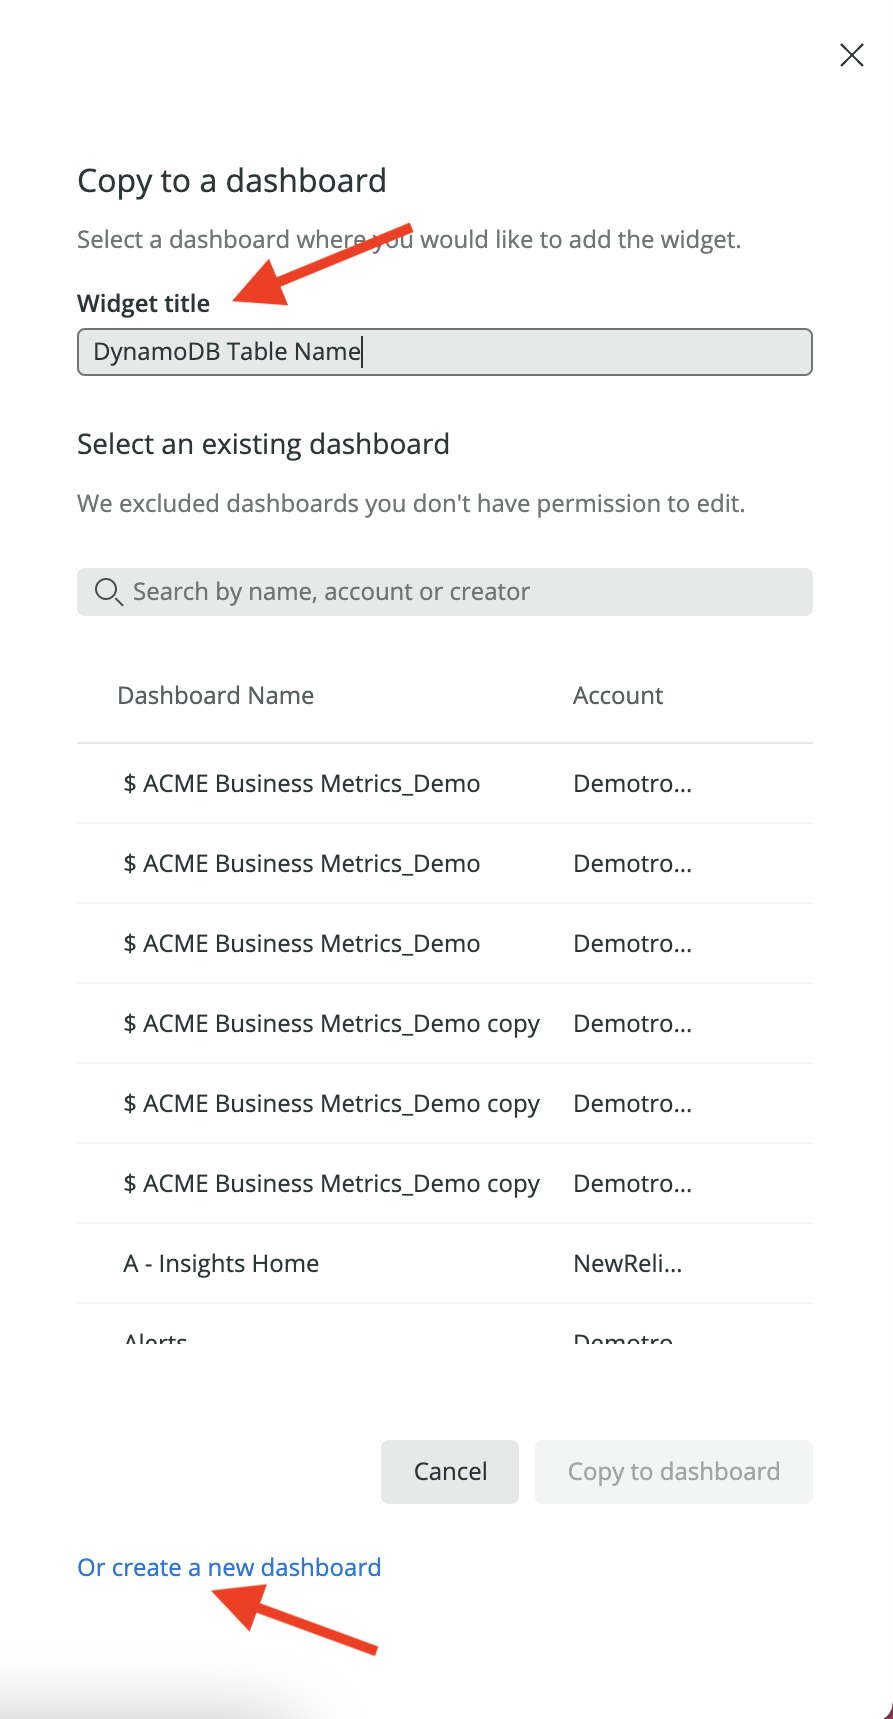 Copy to a dashboard
Select a dashboard where you would like to add the widget.
Widget title
DynamoDB Table Name
Select an existing dashboard
We excluded dashboards you don't have permission to edit.
Search by name, account or creator
Dashboard Name Account
$ ACME Business Metrics_Demo Demotro...
$ ACME Business Metrics_Demo Demotro...
$ ACME Business Metrics_Demo Demotro...
$ ACME Business Metrics_Demo copy Demotro...
$ ACME Business Metrics_Demo copy Demotro...
$ ACME Business Metrics_Demo copy Demotro...
A - Insights Home NewReli...
Alerts Demotro...
Cancel Copy to dashboard
Or create a new dashboard